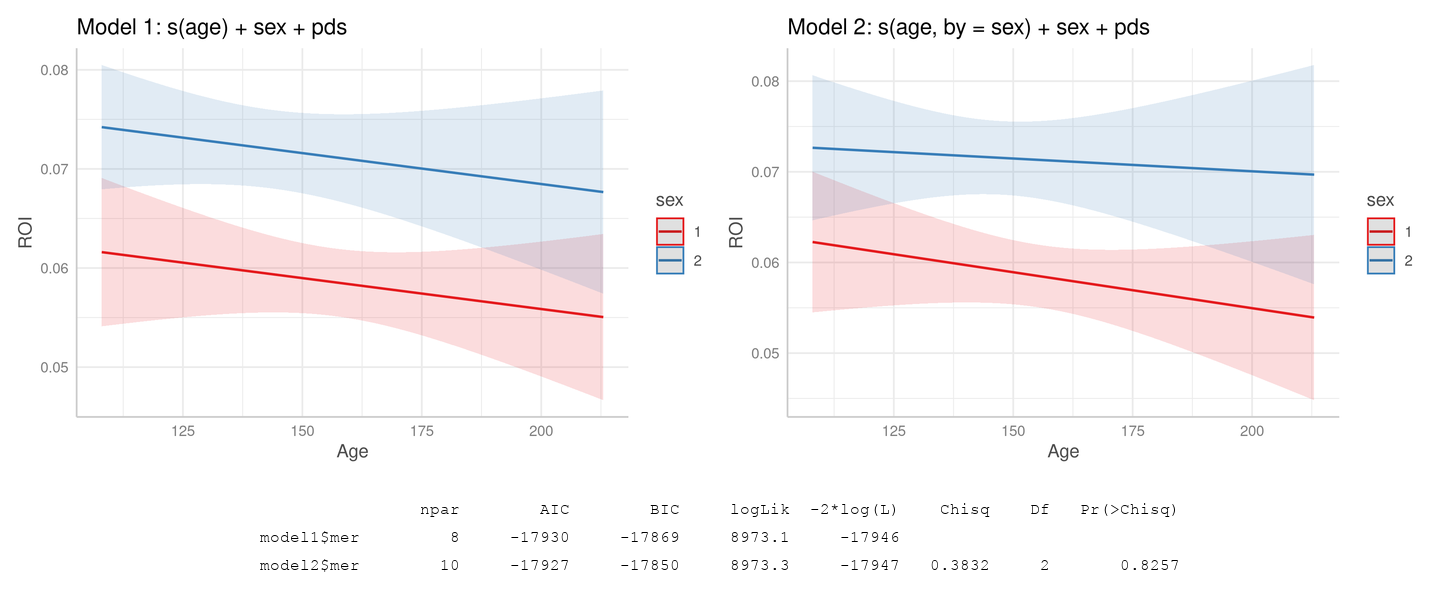 Model 1: s(age) + sex + pds
0.08
0.07
0.06
0.05
ROI
125 150 175 200
Age
sex
1
2
Model 2: s(age, by = sex) + sex + pds
0.08
0.07
0.06
0.05
ROI
125 150 175 200
Age
sex
1
2
npar AIC BIC logLik -2*log(L) Chisq Df Pr(>Chisq)
model1$mer 8 -17930 -17869 8973.1 -17946
model2$mer 10 -17927 -17850 8973.3 -17947 0.3832 2 0.8257